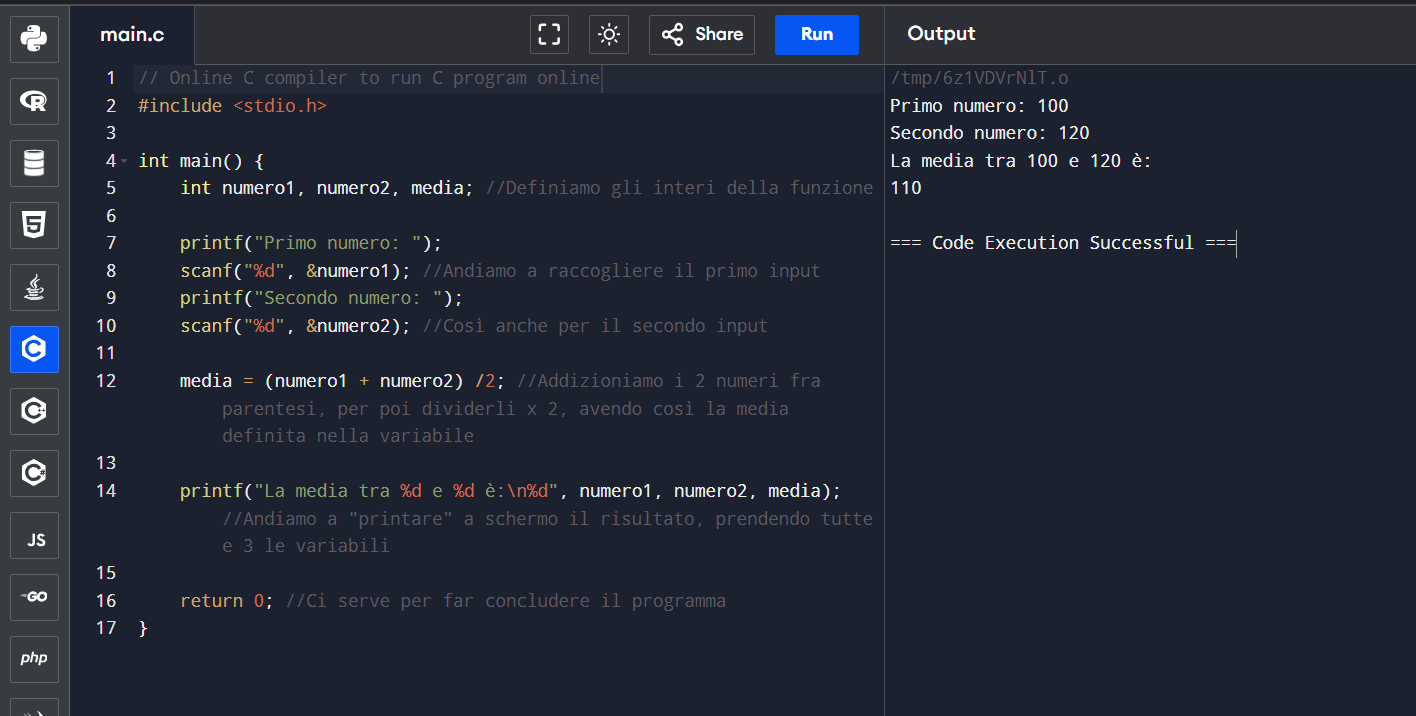 main.c
Share
Run
Output
1 // Online C compiler to run C program online
2 #include <stdio.h>
3
4 int main() {
5 int numero1, numero2, media; //Definiamo gli interi della funzione
6
7 printf("Primo numero: ");
8 scanf("%d", &numero1); //Andiamo a raccogliere il primo input
9 printf("Secondo numero: ");
10 scanf("%d", &numero2); //Così anche per il secondo input
11
12 media = (numero1 + numero2) /2; //Addizioniamo i 2 numeri fra
parentesi, per poi dividerli x 2, avendo così la media
definita nella variabile
13
14 printf("La media tra %d e %d è:\n%d", numero1, numero2, media);
//Andiamo a "printare" a schermo il risultato, prendendo tutte
e 3 le variabili
15
16 return 0; //Ci serve per far concludere il programma
17 }
/tmp/6z1VDVrNlT.o
Primo numero: 100
Secondo numero: 120
La media tra 100 e 120 è:
110
=== Code Execution Successful ===
R
5
C
C++
C#
JS
GO
php